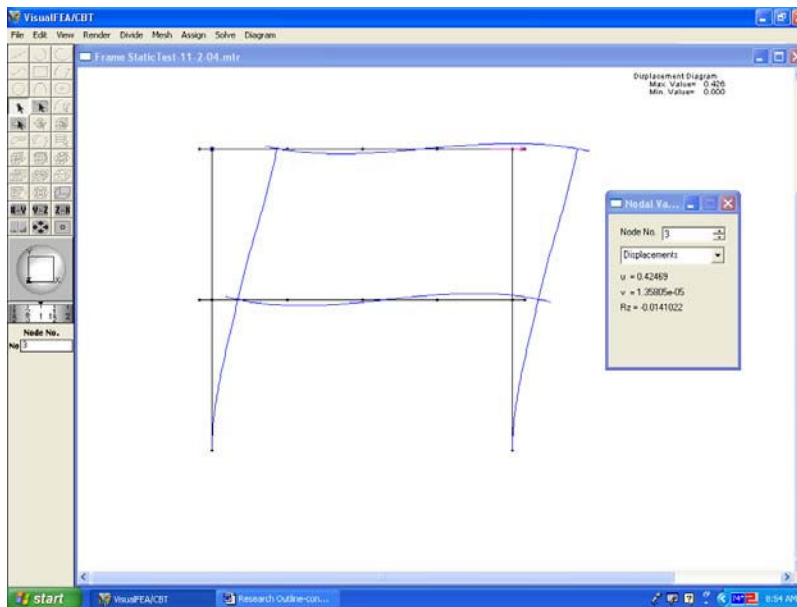 VisualFEA/CBT
File Edit View Render Divide Mesh Assign Solve Diagram
Frame StaticTest-11-2-04.mtr
Displacement Diagram
Max. Value= 0.426
Min. Value= 0.000
X-Y Y-Z Z-X
Node No.
No 3
Nodal Va...
Node No. 3
Displacements
u = 0.42469
v = 1.35805e-05
Rz = -0.0141022
start
VisualFEA/CBT
Research Outline-con...
8:54 AM